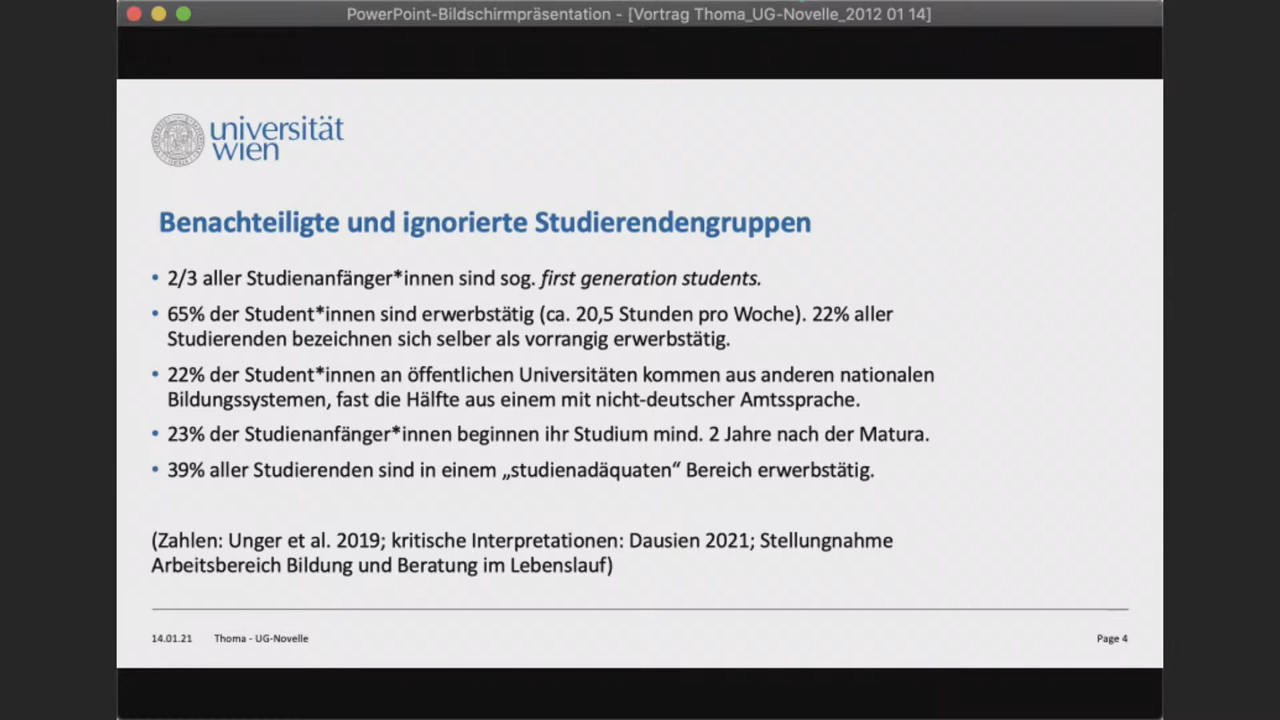 PowerPoint-Bildschirmpräsentation - [Vortrag Thoma_UG-Novelle_2012 01 14]
universität
wien
Benachteiligte und ignorierte Studierendengruppen
• 2/3 aller Studienanfänger*innen sind sog. first generation students.
• 65% der Student*innen sind erwerbstätig (ca. 20,5 Stunden pro Woche). 22% aller
Studierenden bezeichnen sich selber als vorrangig erwerbstätig.
• 22% der Student*innen an öffentlichen Universitäten kommen aus anderen nationalen
Bildungssystemen, fast die Hälfte aus einem mit nicht-deutscher Amtssprache.
• 23% der Studienanfänger*innen beginnen ihr Studium mind. 2 Jahre nach der Matura.
• 39% aller Studierenden sind in einem „studienadäquaten“ Bereich erwerbstätig.
(Zahlen: Unger et al. 2019; kritische Interpretationen: Dausien 2021; Stellungnahme
Arbeitsbereich Bildung und Beratung im Lebenslauf)
14.01.21 Thoma - UG-Novelle Page 4